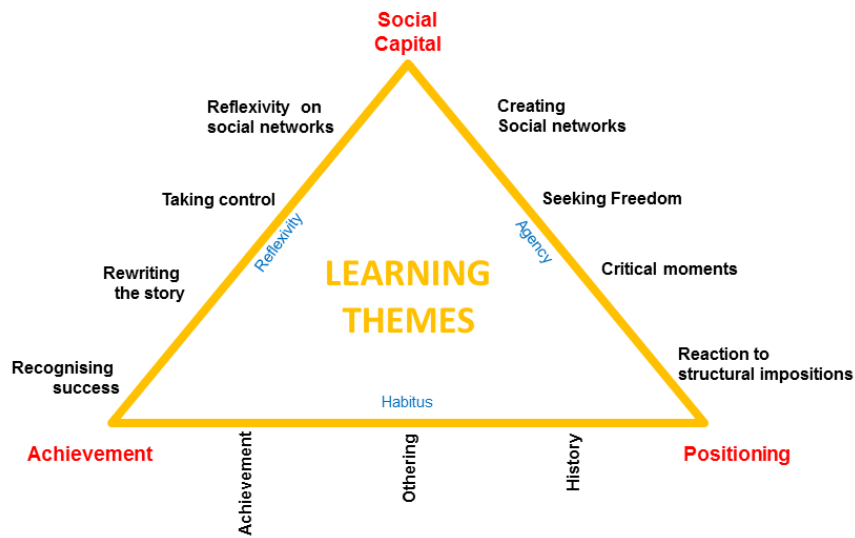 Social
Capital
Reflexivity on
social networks
Creating
Social networks
Taking control
Seeking Freedom
Reflexivity
Agency
Rewriting
the story
LEARNING
THEMES
Critical moments
Recognising
success
Reaction to
structural impositions
Habitus
Achievement
Positioning
Achievement
Othering
History